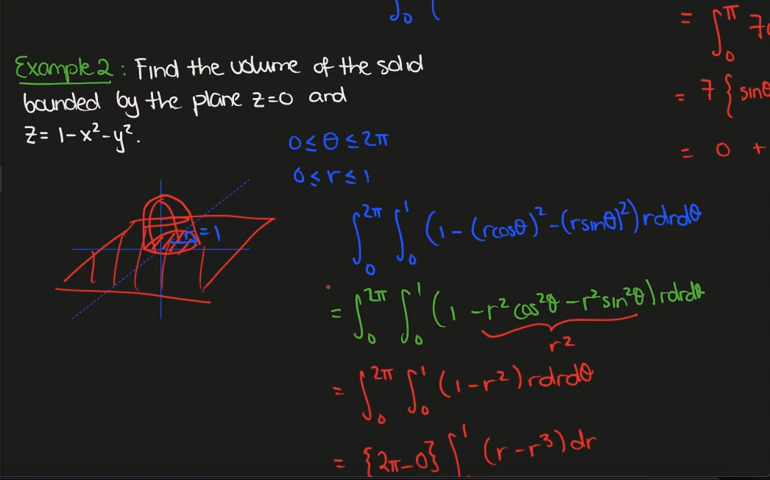 ∫₀ (
= ∫₀^π 7
= 7 { sinθ
= 0 +
Example 2 : Find the volume of the solid
bounded by the plane z=0 and
z= 1-x²-y².
0 ≤ θ ≤ 2π
0 ≤ r ≤ 1
r=1
∫₀^2π ∫₀^1 (1-(rcosθ)²-(rsinθ)²) rdrdθ
= ∫₀^2π ∫₀^1 (1 -r²cos²θ -r²sin²θ) rdrdθ
r²
= ∫₀^2π ∫₀^1 (1-r²) rdrdθ
= {2π-0} ∫^1 (r-r³) dr